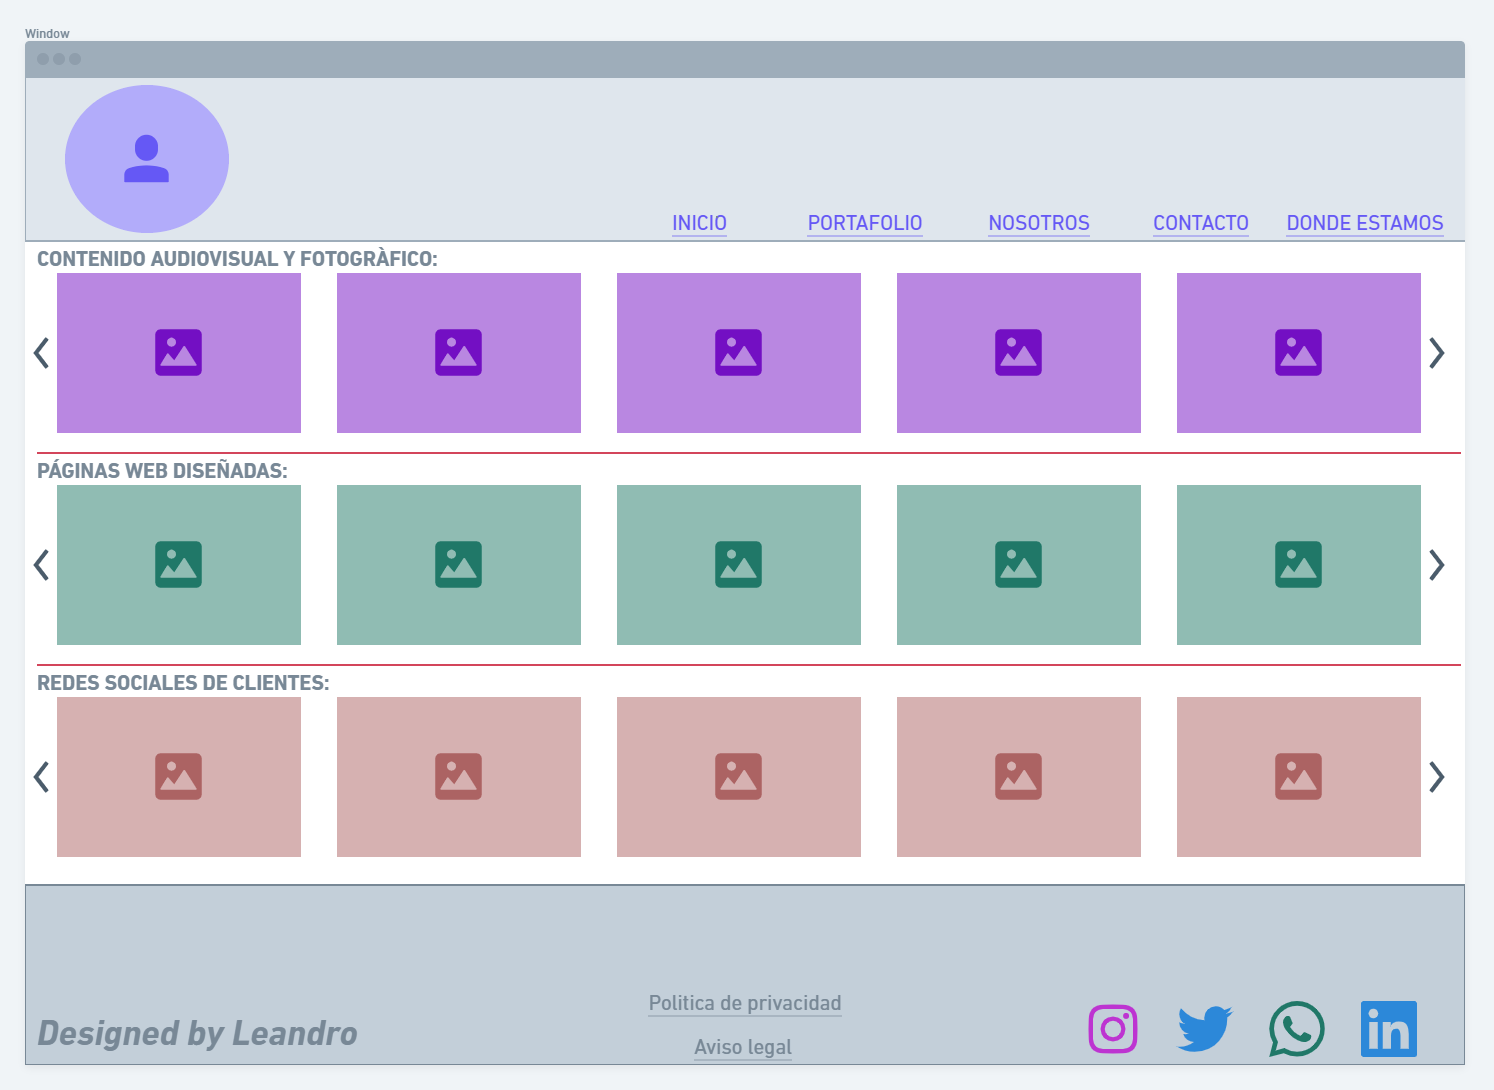 Window
INICIO
PORTAFOLIO
NOSOTROS
CONTACTO
DONDE ESTAMOS
CONTENIDO AUDIOVISUAL Y FOTOGRÀFICO:
PÁGINAS WEB DISEÑADAS:
REDES SOCIALES DE CLIENTES:
Politica de privacidad
Designed by Leandro
Aviso legal
in